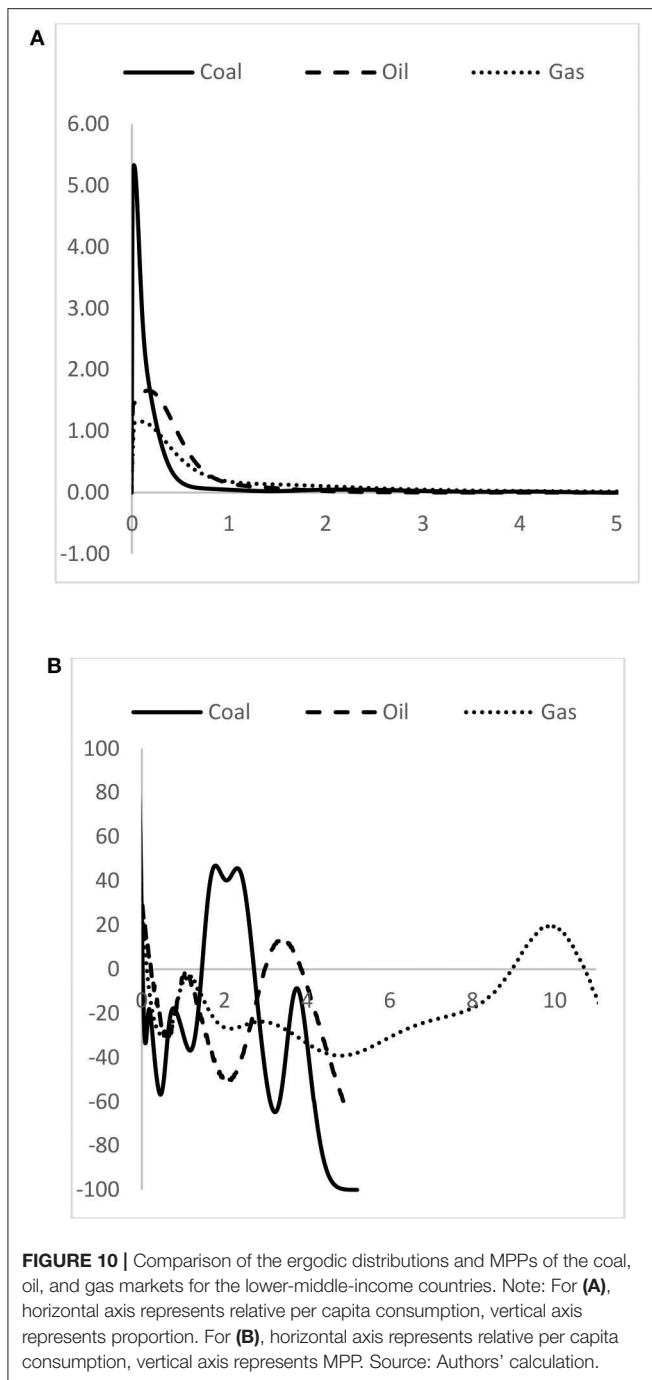 A
Coal Oil Gas
6.00
5.00
4.00
3.00
2.00
1.00
0.00
0 1 2 3 4 5
-1.00
B
Coal Oil Gas
100
80
60
40
20
0
0 2 4 6 8 10
-20
-40
-60
-80
-100
FIGURE 10 | Comparison of the ergodic distributions and MPPs of the coal,
oil, and gas markets for the lower-middle-income countries. Note: For (A),
horizontal axis represents relative per capita consumption, vertical axis
represents proportion. For (B), horizontal axis represents relative per capita
consumption, vertical axis represents MPP. Source: Authors' calculation.